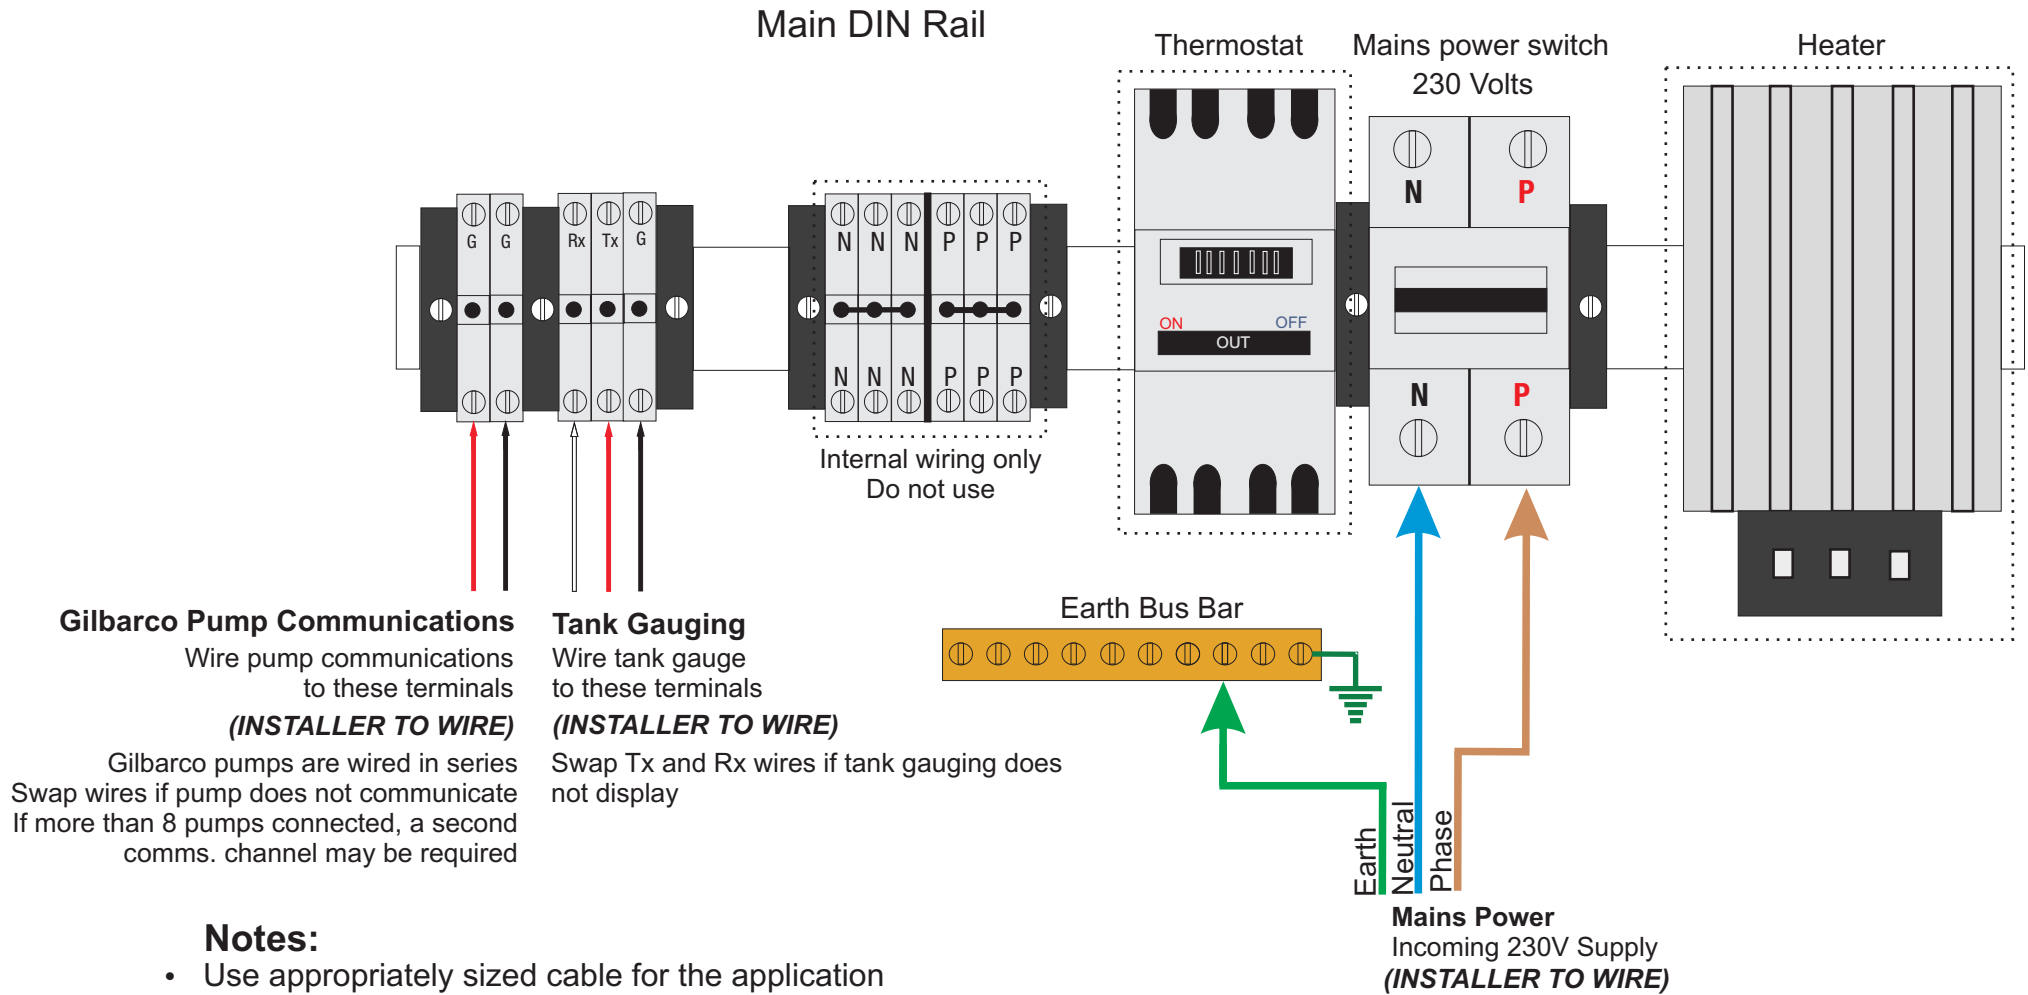 Main DIN Rail
Thermostat
Mains power switch
230 Volts
Heater
N
P
G
G
Rx
Tx
G
N
N
N
P
P
P
ON
OFF
OUT
N
N
N
P
P
P
N
P
Internal wiring only
Do not use
Gilbarco Pump Communications
Wire pump communications
to these terminals
(INSTALLER TO WIRE)
Gilbarco pumps are wired in series
Swap wires if pump does not communicate
If more than 8 pumps connected, a second
comms. channel may be required
Tank Gauging
Wire tank gauge
to these terminals
(INSTALLER TO WIRE)
Swap Tx and Rx wires if tank gauging does
not display
Earth Bus Bar
Earth
Neutral
Phase
Mains Power
Incoming 230V Supply
(INSTALLER TO WIRE)
Notes:
• Use appropriately sized cable for the application